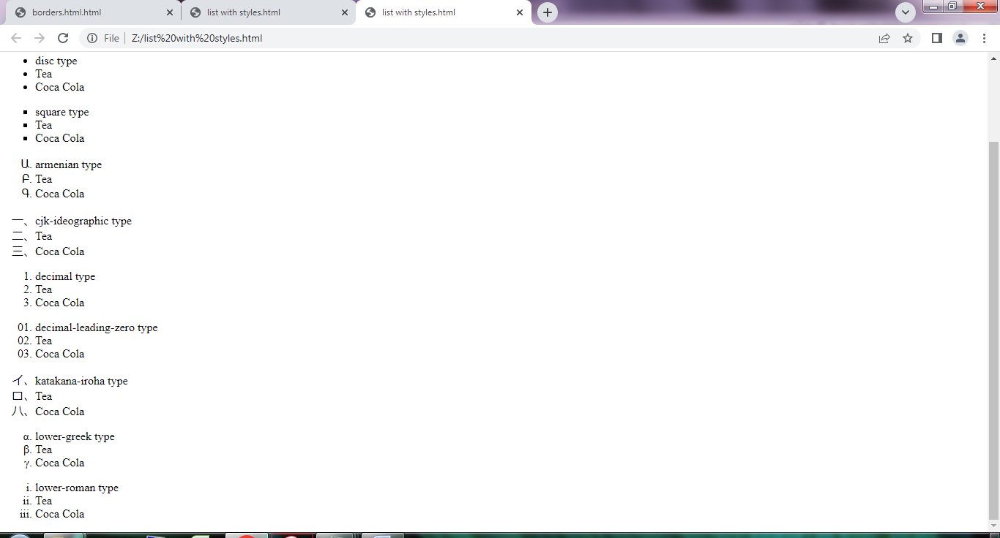 borders.html.html
list with styles.html
list with styles.html
File
Z:/list%20with%20styles.html
• disc type
• Tea
• Coca Cola
▪ square type
▪ Tea
▪ Coca Cola
Ա. armenian type
Բ. Tea
Գ. Coca Cola
一、 cjk-ideographic type
二、 Tea
三、 Coca Cola
1. decimal type
2. Tea
3. Coca Cola
01. decimal-leading-zero type
02. Tea
03. Coca Cola
イ、 katakana-iroha type
ロ、 Tea
ハ、 Coca Cola
α. lower-greek type
β. Tea
γ. Coca Cola
i. lower-roman type
ii. Tea
iii. Coca Cola